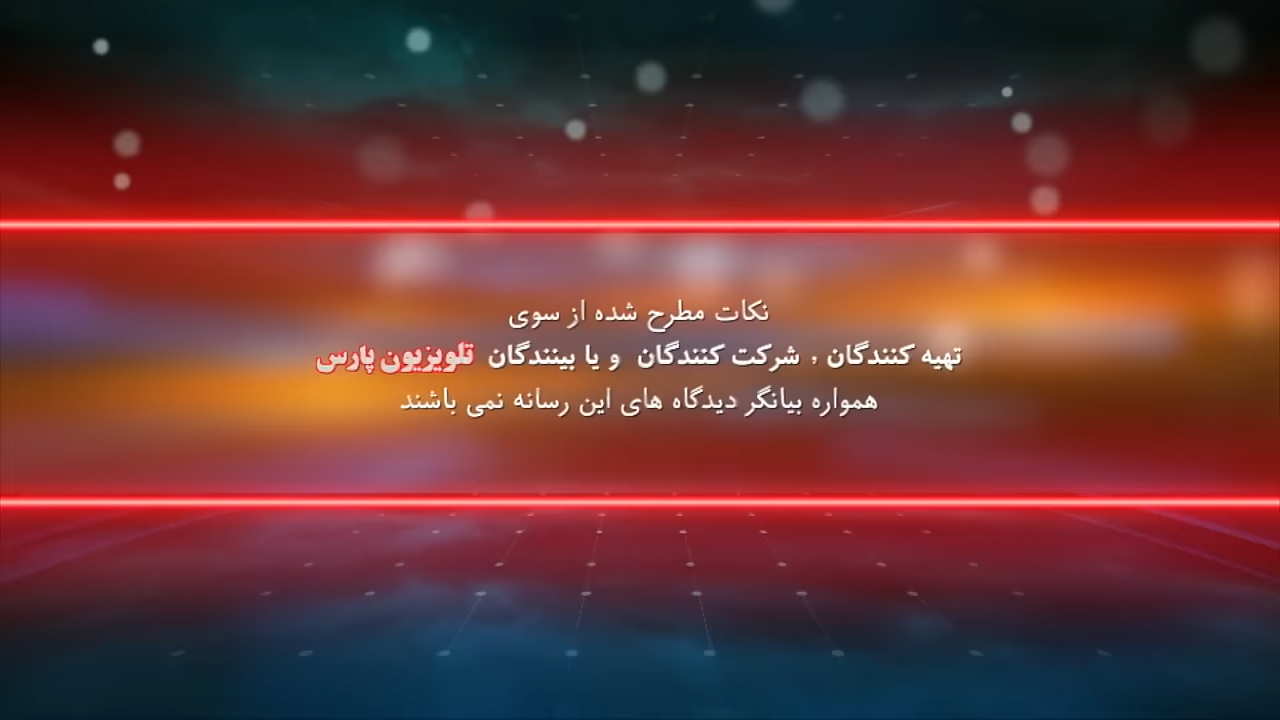 نکات مطرح شده از سوی
تهیه کنندگان ، شرکت کنندگان و یا بینندگان تلویزیون پارس
همواره بیانگر دیدگاه های این رسانه نمی باشند